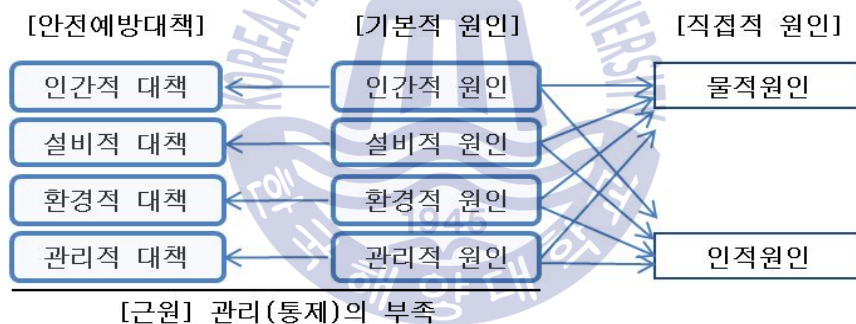 [안전예방대책] [기본적 원인] [직접적 원인]
인간적 대책 인간적 원인 물적원인
설비적 대책 설비적 원인
환경적 대책 환경적 원인
1945
관리적 대책 관리적 원인 인적원인
[근원] 관리(통제)의 부족